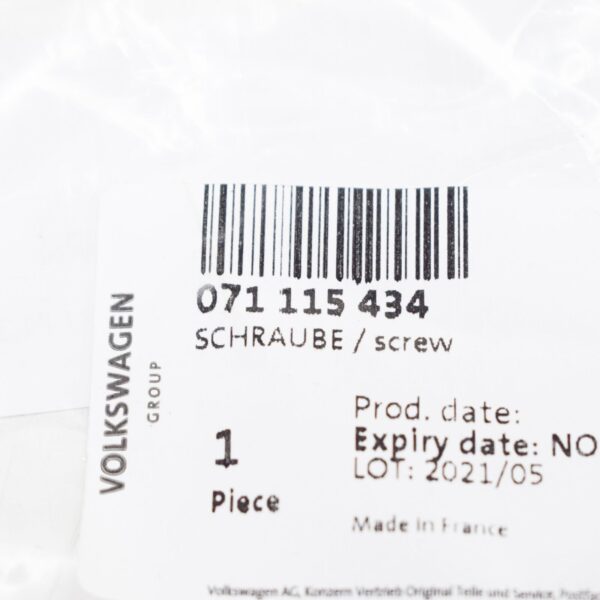 071 115 434
SCHRAUBE / screw
VOLKSWAGEN
GROUP
1
Piece
Prod. date:
Expiry date: NO
LOT: 2021/05
Made in France
Volkswagen AG, Konzern Vertrieb Original Teile und Service,